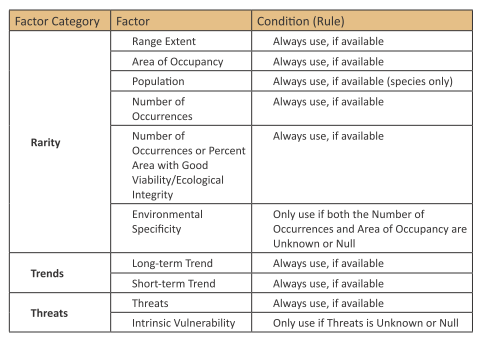 Factor Category Factor Condition (Rule)
Range Extent Always use, if available
Area of Occupancy Always use, if available
Population Always use, if available (species only)
Number of Always use, if available
Occurrences
Number of Always use, if available
Occurrences or Percent
Rarity Area with Good
Viability/Ecological
Integrity
Environmental Only use if both the Number of
Specificity Occurrences and Area of Occupancy are
Unknown or Null
Trends Long-term Trend Always use, if available
Short-term Trend Always use, if available
Threats Threats Always use, if available
Intrinsic Vulnerability Only use if Threats is Unknown or Null